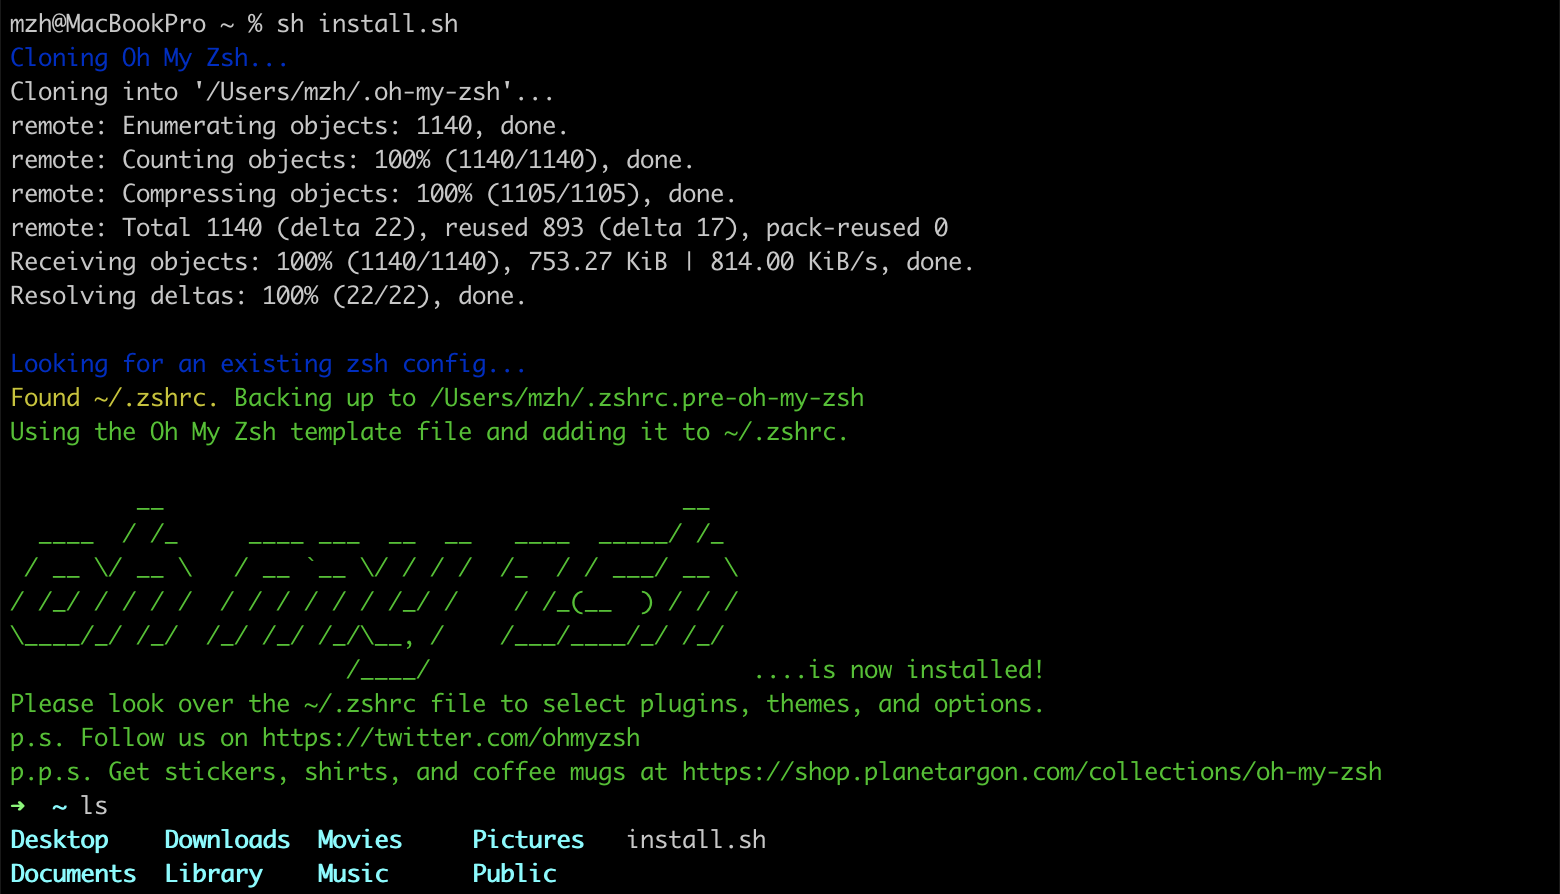 mzh@MacBookPro ~ % sh install.sh
Cloning Oh My Zsh...
Cloning into '/Users/mzh/.oh-my-zsh'...
remote: Enumerating objects: 1140, done.
remote: Counting objects: 100% (1140/1140), done.
remote: Compressing objects: 100% (1105/1105), done.
remote: Total 1140 (delta 22), reused 893 (delta 17), pack-reused 0
Receiving objects: 100% (1140/1140), 753.27 KiB | 814.00 KiB/s, done.
Resolving deltas: 100% (22/22), done.

Looking for an existing zsh config...
Found ~/.zshrc. Backing up to /Users/mzh/.zshrc.pre-oh-my-zsh
Using the Oh My Zsh template file and adding it to ~/.zshrc.

         __                                     __
  ____  / /_     ____ ___  __  __   ____  _____/ /_
 / __ \/ __ \   / __ `__ \/ / / /  /_  / / ___/ __ \
/ /_/ / / / /  / / / / / / /_/ /    / /_(__  ) / / /
\____/_/ /_/  /_/ /_/ /_/\__, /    /___/____/_/ /_/
                        /____/                       ....is now installed!
Please look over the ~/.zshrc file to select plugins, themes, and options.
p.s. Follow us on https://twitter.com/ohmyzsh
p.p.s. Get stickers, shirts, and coffee mugs at https://shop.planetargon.com/collections/oh-my-zsh
➜  ~ ls
Desktop    Downloads  Movies     Pictures   install.sh
Documents  Library    Music      Public